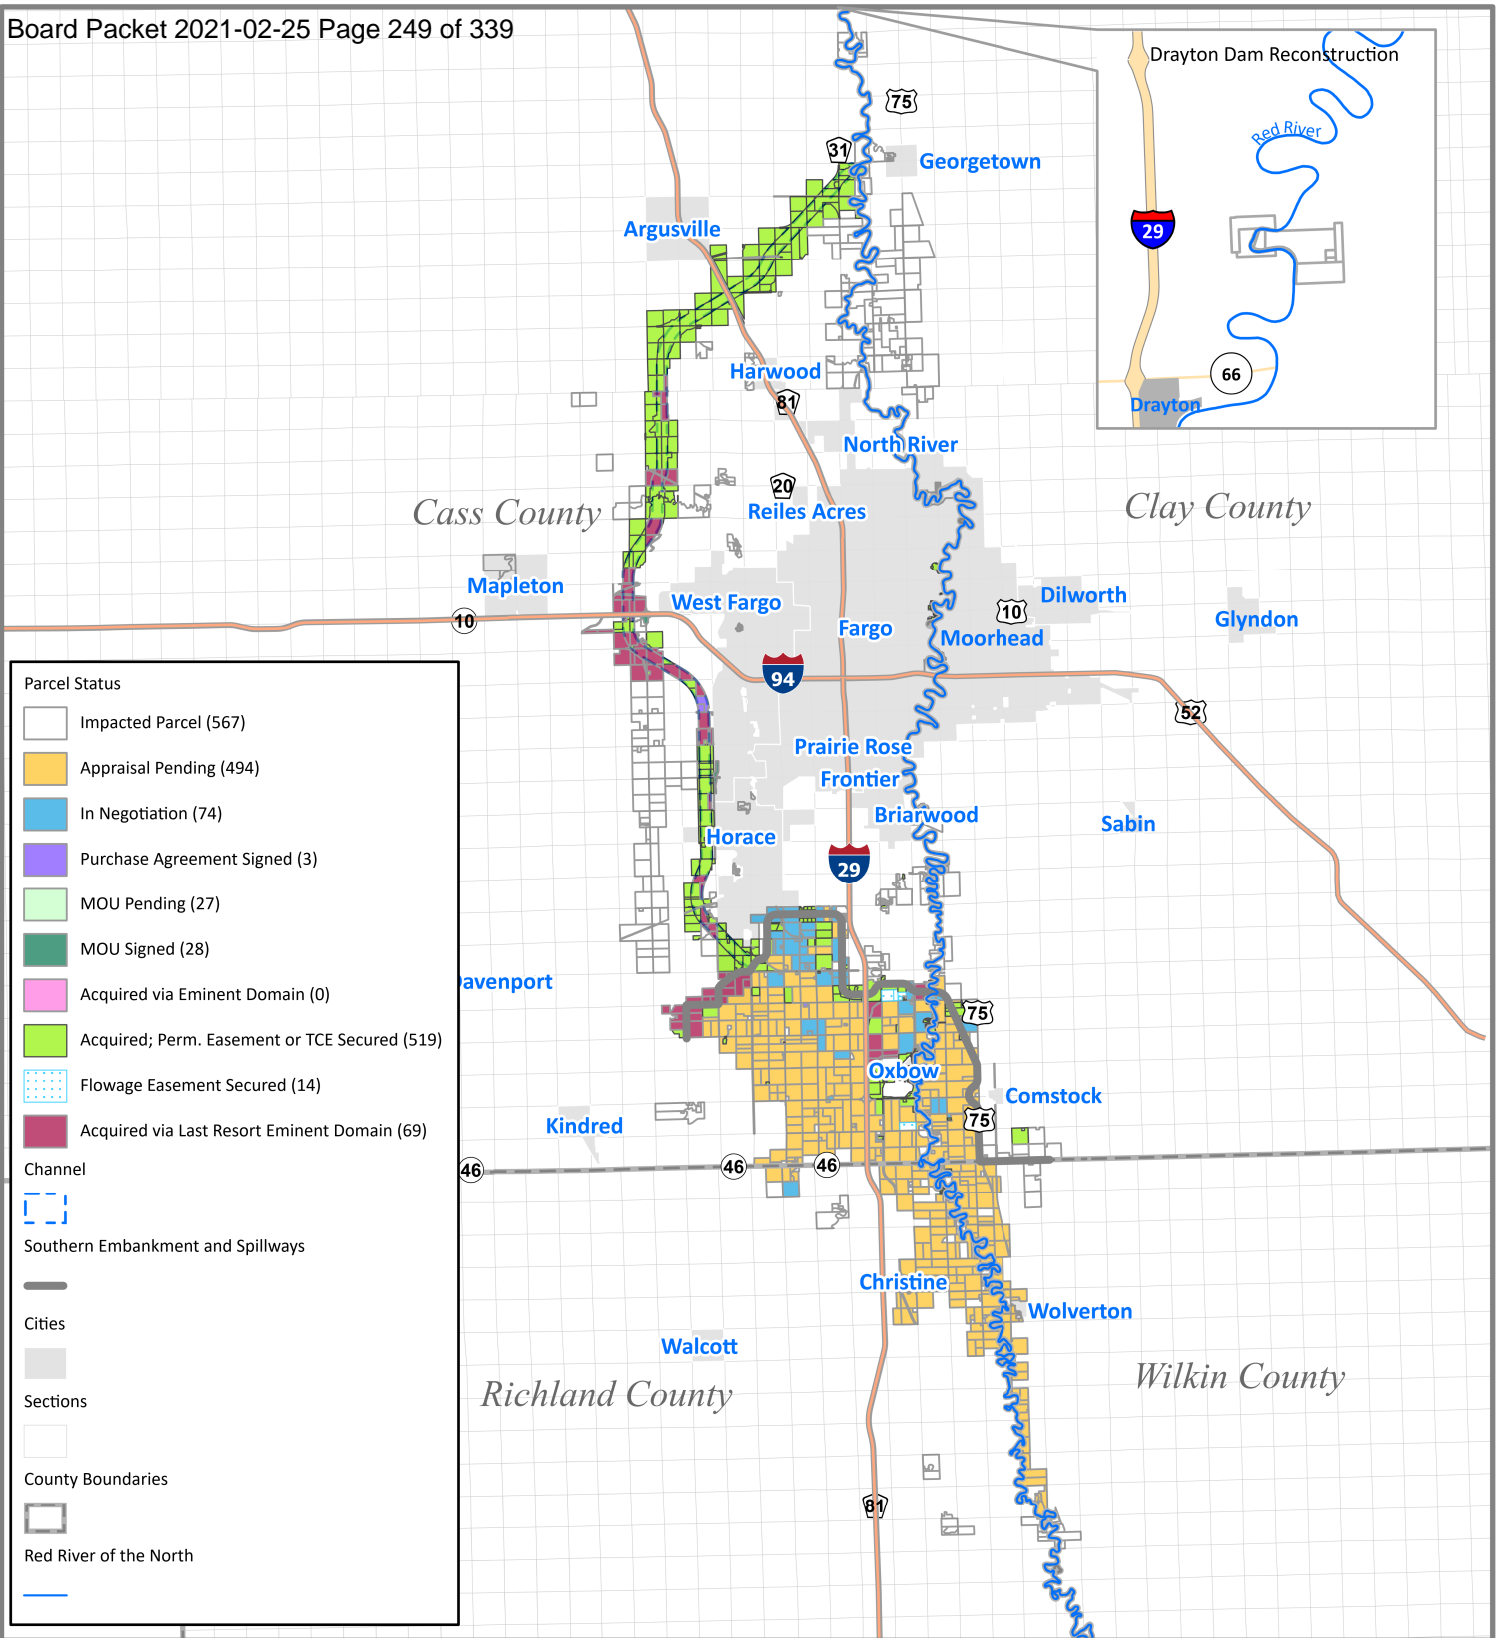 Board Packet 2021-02-25 Page 249 of 339
Drayton Dam Reconstruction
Red River
29
66
Drayton
75
31
Georgetown
Argusville
Harwood
81
North River
20
Reiles Acres
Cass County
Clay County
Mapleton
West Fargo
Fargo
10
Dilworth
Moorhead
10
Glyndon
94
52
Prairie Rose
Frontier
Briarwood
Sabin
Horace
29
avenport
75
Oxbow
Comstock
75
Kindred
46
46
46
Christine
Wolverton
Walcott
Richland County
Wilkin County
81
Parcel Status
Impacted Parcel (567)
Appraisal Pending (494)
In Negotiation (74)
Purchase Agreement Signed (3)
MOU Pending (27)
MOU Signed (28)
Acquired via Eminent Domain (0)
Acquired; Perm. Easement or TCE Secured (519)
Flowage Easement Secured (14)
Acquired via Last Resort Eminent Domain (69)
Channel
Southern Embankment and Spillways
Cities
Sections
County Boundaries
Red River of the North